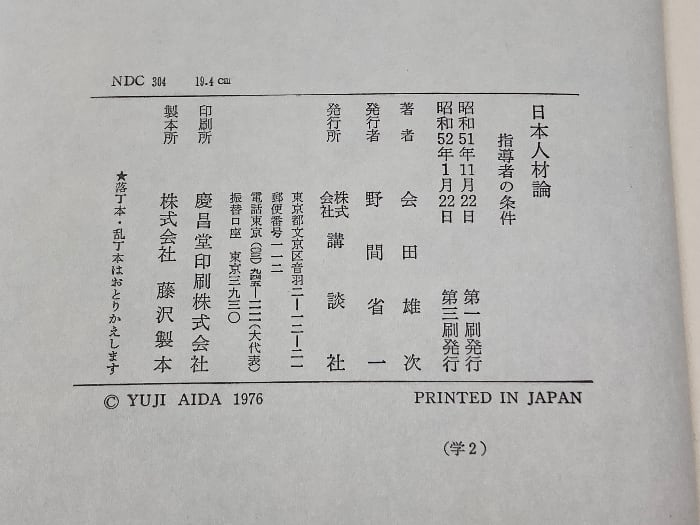 NDC 304 19.4 cm
日本人材論
指導者の条件
昭和51年11月22日 第一刷発行
昭和52年1月22日 第三刷発行
著者 会田雄次
発行者 野間省一
発行所 株式会社講談社
東京都文京区音羽二―一二―二一
郵便番号一一二
電話東京(〇三)九四五―一一一一(大代表)
振替口座 東京三九三〇
印刷所 慶昌堂印刷株式会社
製本所 株式会社 藤沢製本
★落丁本・乱丁本はおとりかえします
© YUJI AIDA 1976 PRINTED IN JAPAN
(学2)